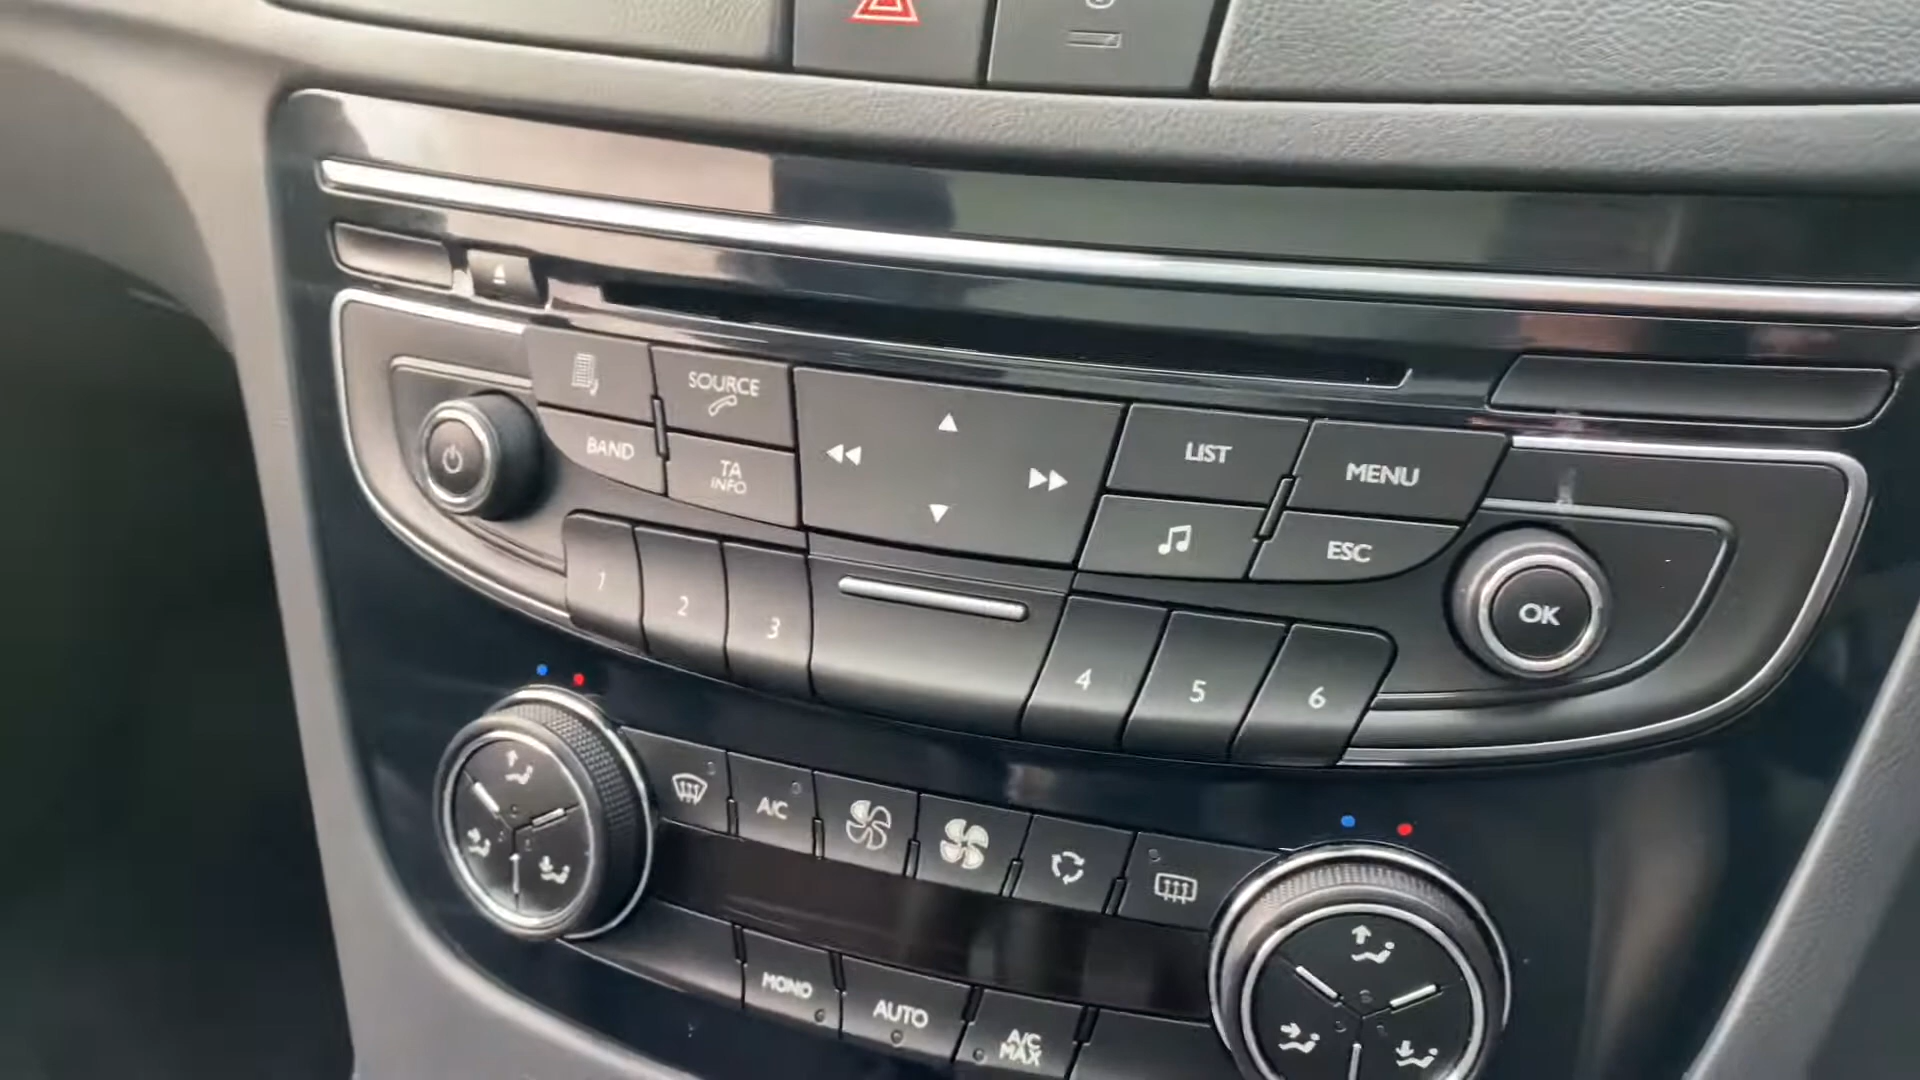 SOURCE
BAND
TA
INFO
LIST
MENU
ESC
OK
1
2
3
4
5
6
A/C
MONO
AUTO
A/C
MAX